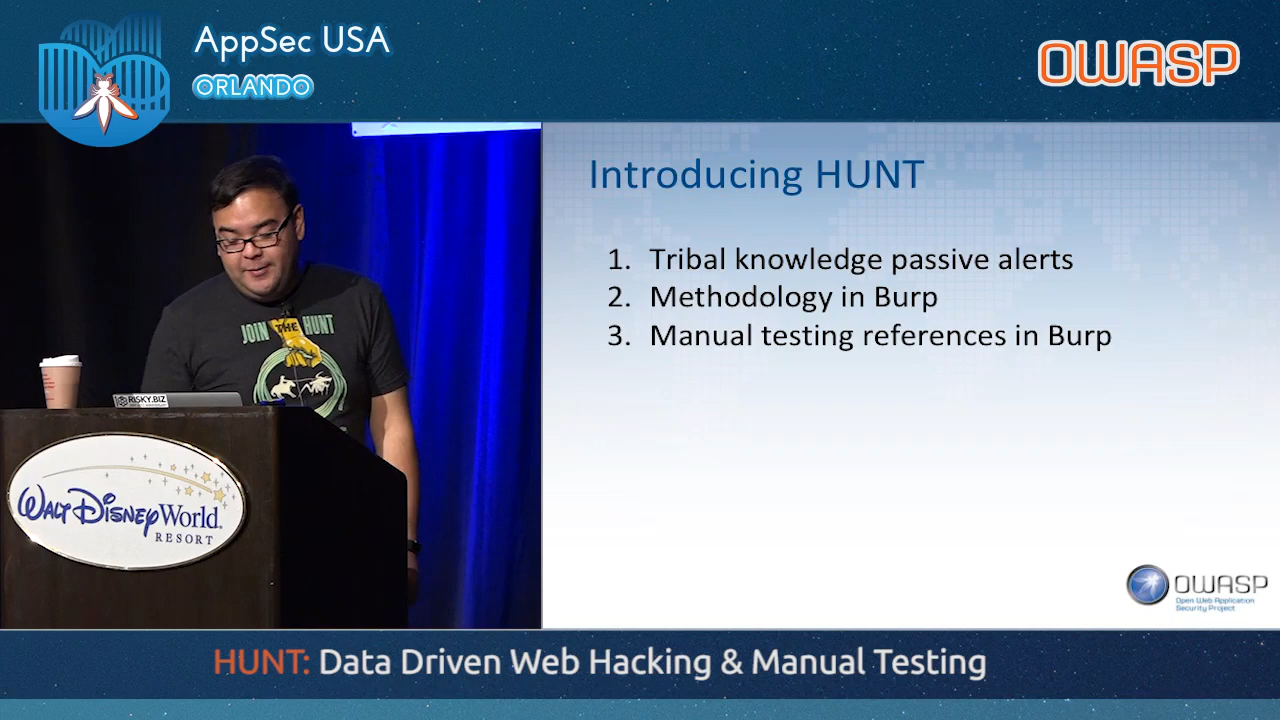 AppSec USA
ORLANDO
OWASP
Introducing HUNT
1. Tribal knowledge passive alerts
2. Methodology in Burp
3. Manual testing references in Burp
JOIN THE HUNT
RISKY.BIZ
WALT DISNEY World.
RESORT
OWASP
Open Web Application
Security Project
HUNT: Data Driven Web Hacking & Manual Testing